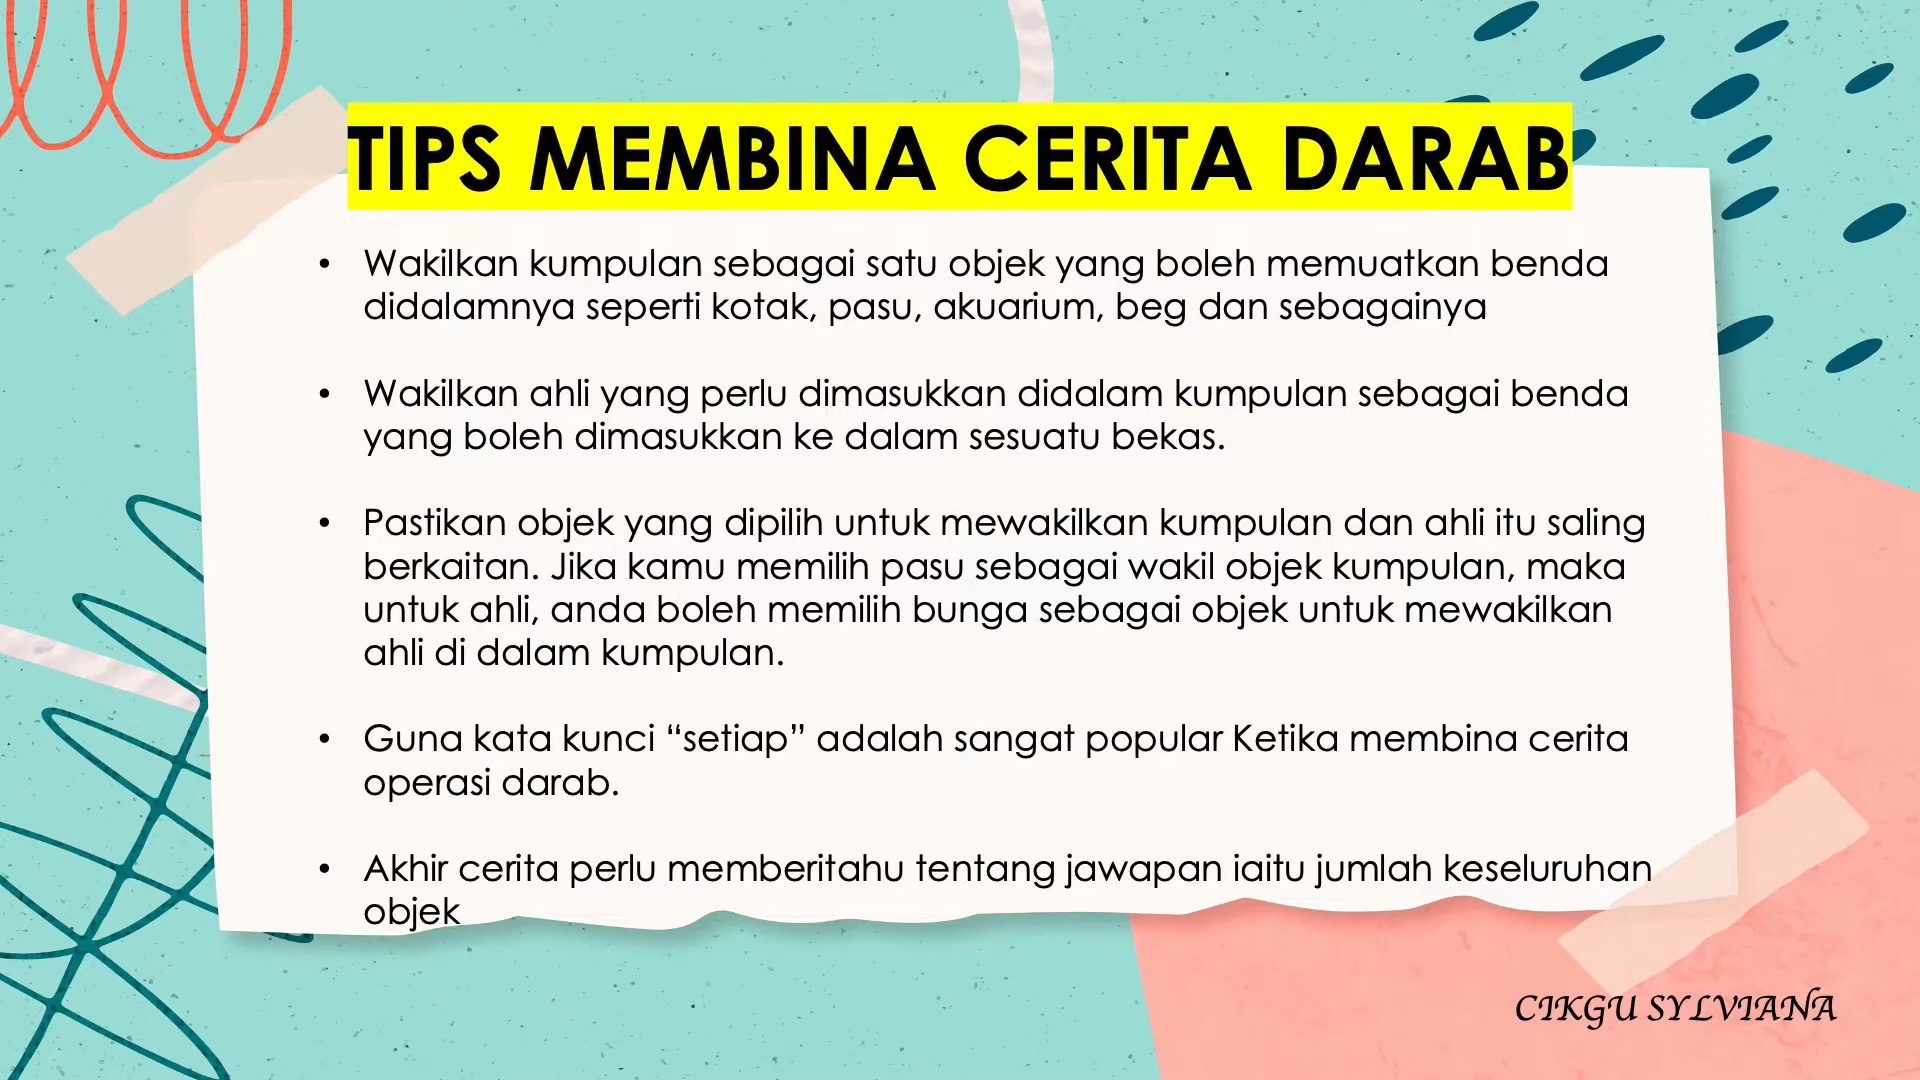 TIPS MEMBINA CERITA DARAB
• Wakilkan kumpulan sebagai satu objek yang boleh memuatkan benda
didalamnya seperti kotak, pasu, akuarium, beg dan sebagainya
• Wakilkan ahli yang perlu dimasukkan didalam kumpulan sebagai benda
yang boleh dimasukkan ke dalam sesuatu bekas.
• Pastikan objek yang dipilih untuk mewakilkan kumpulan dan ahli itu saling
berkaitan. Jika kamu memilih pasu sebagai wakil objek kumpulan, maka
untuk ahli, anda boleh memilih bunga sebagai objek untuk mewakilkan
ahli di dalam kumpulan.
• Guna kata kunci “setiap” adalah sangat popular Ketika membina cerita
operasi darab.
• Akhir cerita perlu memberitahu tentang jawapan iaitu jumlah keseluruhan
objek
CIKGU SYLVIANA